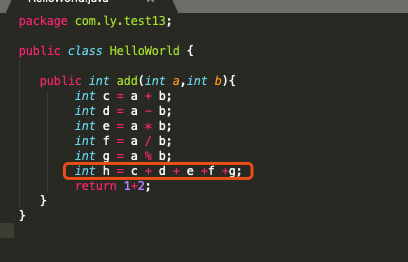 HelloWorld.java
package com.ly.test13;
public class HelloWorld {
public int add(int a,int b){
int c = a + b;
int d = a - b;
int e = a * b;
int f = a / b;
int g = a % b;
int h = c + d + e +f +g;
return 1+2;
}
}